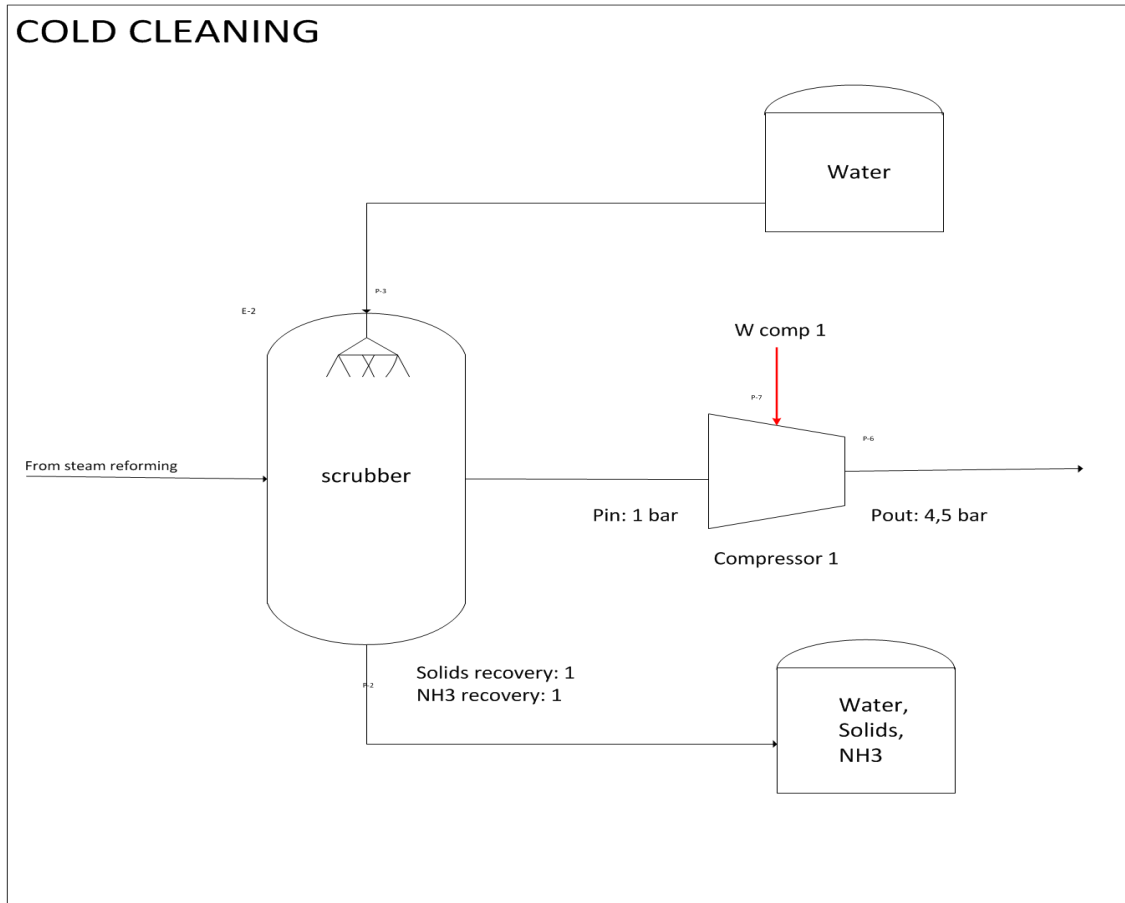 COLD CLEANING
Water
P-3
E-2
W comp 1
P-7
P-6
From steam reforming
scrubber
Pin: 1 bar
Pout: 4,5 bar
Compressor 1
Solids recovery: 1
NH3 recovery: 1
P-2
Water,
Solids,
NH3